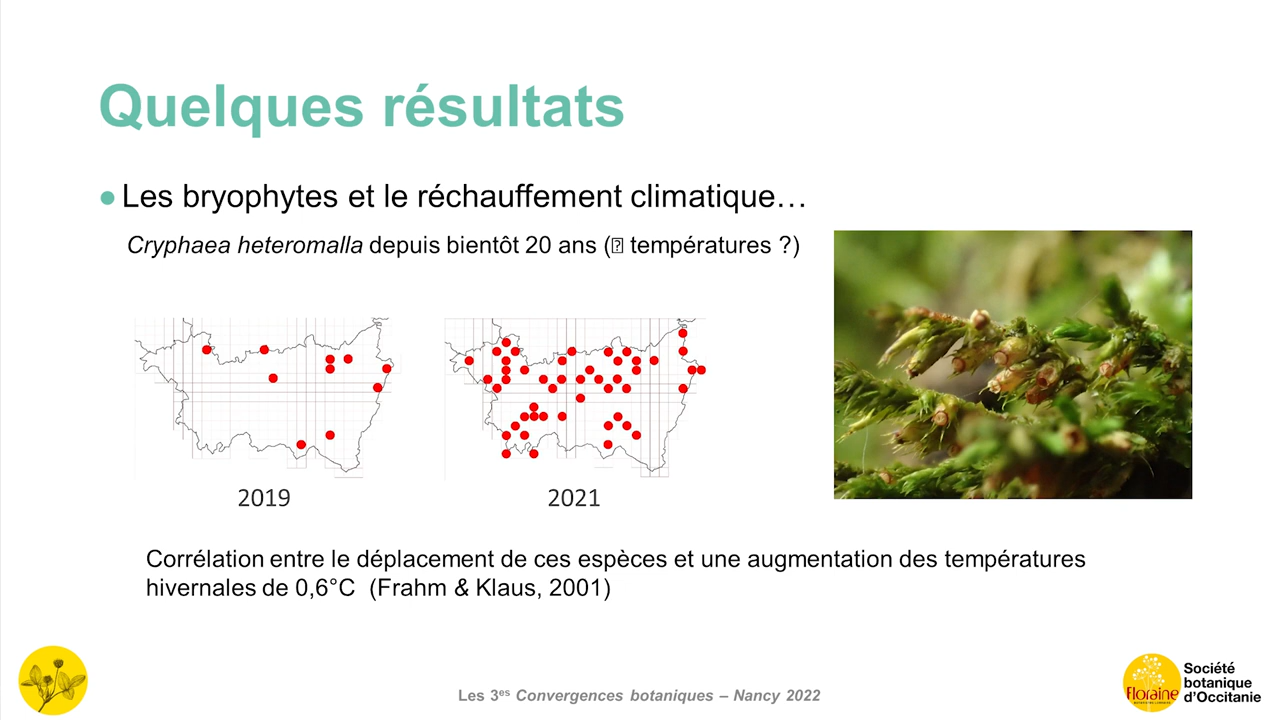 Quelques résultats
● Les bryophytes et le réchauffement climatique…
Cryphaea heteromalla depuis bientôt 20 ans (⍰ températures ?)
2019
2021
Corrélation entre le déplacement de ces espèces et une augmentation des températures
hivernales de 0,6°C (Frahm & Klaus, 2001)
Les 3es Convergences botaniques – Nancy 2022
Floraine
Société
botanique
d'Occitanie